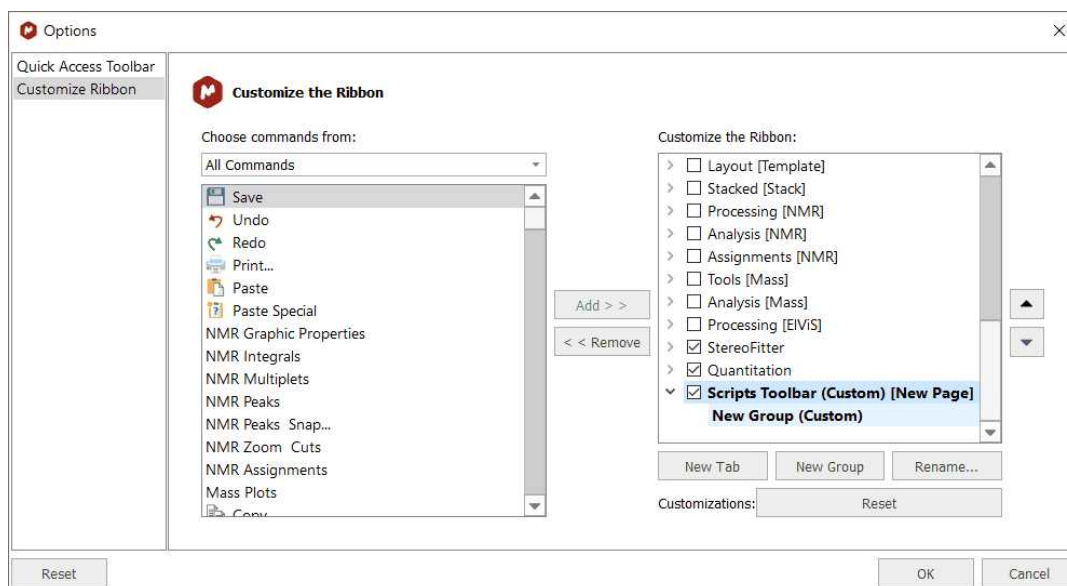 Options
Quick Access Toolbar
Customize Ribbon
Customize the Ribbon
Choose commands from:
All Commands
Save
Undo
Redo
Print...
Paste
Paste Special
NMR Graphic Properties
NMR Integrals
NMR Multiplets
NMR Peaks
NMR Peaks Snap...
NMR Zoom Cuts
NMR Assignments
Mass Plots
Copy
Add > >
< < Remove
Customize the Ribbon:
Layout [Template]
Stacked [Stack]
Processing [NMR]
Analysis [NMR]
Assignments [NMR]
Tools [Mass]
Analysis [Mass]
Processing [ElViS]
StereoFitter
Quantitation
Scripts Toolbar (Custom) [New Page]
New Group (Custom)
New Tab
New Group
Rename...
Customizations:
Reset
Reset
OK
Cancel